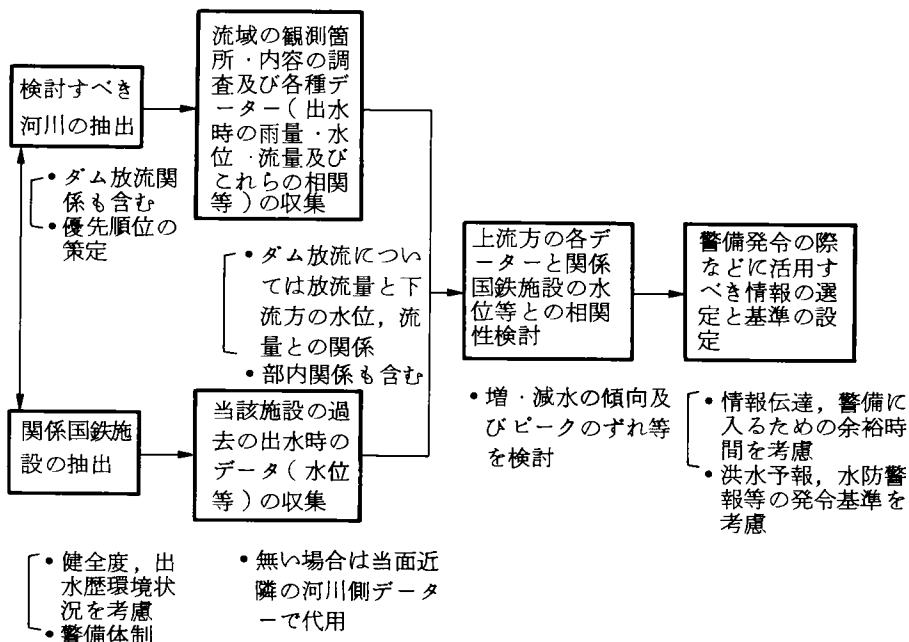 検討すべき
河川の抽出
・ダム放流関
係も含む
・優先順位の
策定
流域の観測箇
所・内容の調
査及び各種デ
ーター(出水
時の雨量・水
位・流量及び
これらの相関
等)の収集
・ダム放流につい
ては放流量と下
流方の水位,流
量との関係
・部内関係も含む
関係国鉄施
設の抽出
・健全度,出
水歴環境状
況を考慮
・警備体制
当該施設の過
去の出水時の
データ(水位
等)の収集
・無い場合は当面近
隣の河川側データ
ーで代用
上流方の各デ
ーターと関係
国鉄施設の水
位等との相関
性検討
・増・減水の傾向及
びピークのずれ等
を検討
警備発令の際
などに活用す
べき情報の選
定と基準の設
定
・情報伝達,警備に
入るための余裕時
間を考慮
・洪水予報,水防警
報等の発令基準を
考慮